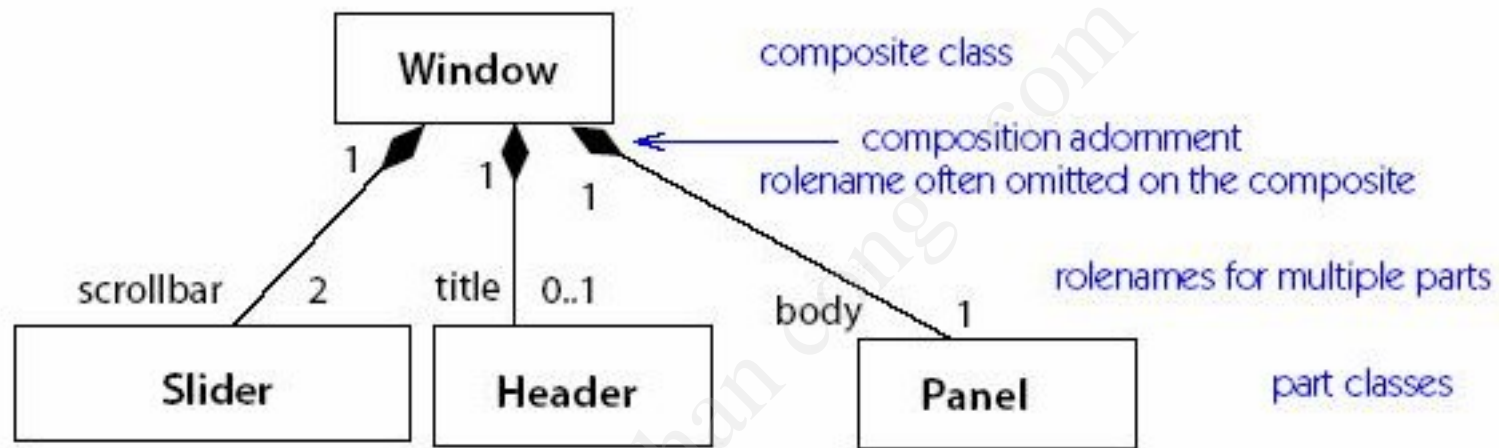 Window
composite class
composition adornment
1
1
1
rolename often omitted on the composite
scrollbar
2
title
0..1
body
1
rolenames for multiple parts
Slider
Header
Panel
part classes